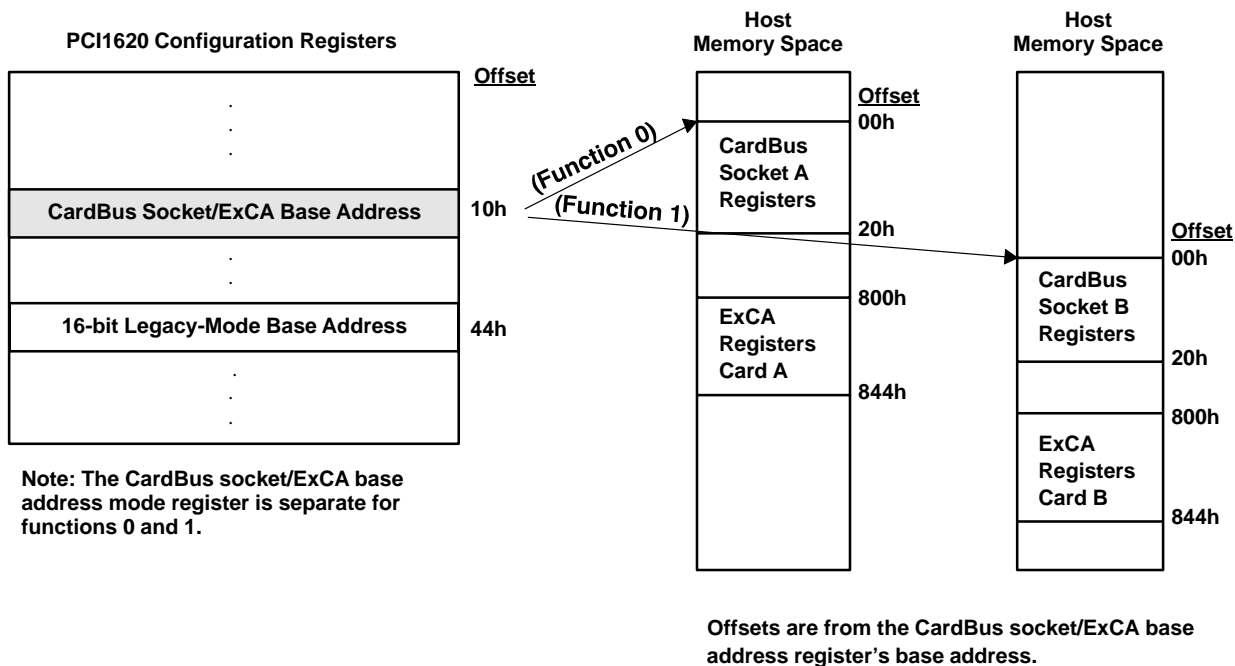 PCI1620 Configuration Registers
Offset
.
.
.
CardBus Socket/ExCA Base Address
10h
.
.
16-bit Legacy-Mode Base Address
44h
.
.
.
Note: The CardBus socket/ExCA base
address mode register is separate for
functions 0 and 1.
(Function 0)
(Function 1)
Host
Memory Space
Offset
00h
CardBus
Socket A
Registers
20h
800h
ExCA
Registers
Card A
844h
Host
Memory Space
Offset
00h
CardBus
Socket B
Registers
20h
800h
ExCA
Registers
Card B
844h
Offsets are from the CardBus socket/ExCA base
address register's base address.